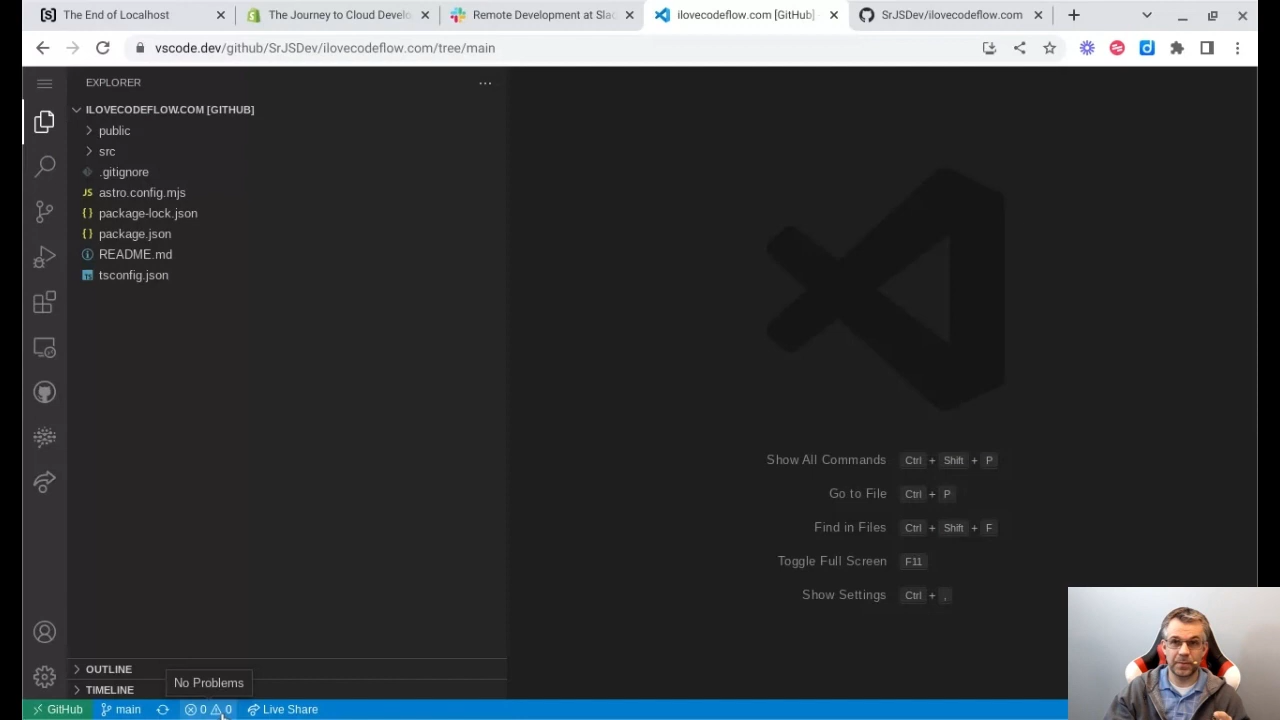 The End of Localhost
The Journey to Cloud Develo
Remote Development at Sla
ilovecodeflow.com [GitHub]
SrJSDev/ilovecodeflow.com
vscode.dev/github/SrJSDev/ilovecodeflow.com/tree/main
EXPLORER
ILOVECODEFLOW.COM [GITHUB]
public
src
.gitignore
JS astro.config.mjs
{} package-lock.json
{} package.json
README.md
TS tsconfig.json
Show All Commands Ctrl + Shift + P
Go to File Ctrl + P
Find in Files Ctrl + Shift + F
Toggle Full Screen F11
Show Settings Ctrl + ,
OUTLINE
No Problems
TIMELINE
GitHub main 0 0 Live Share